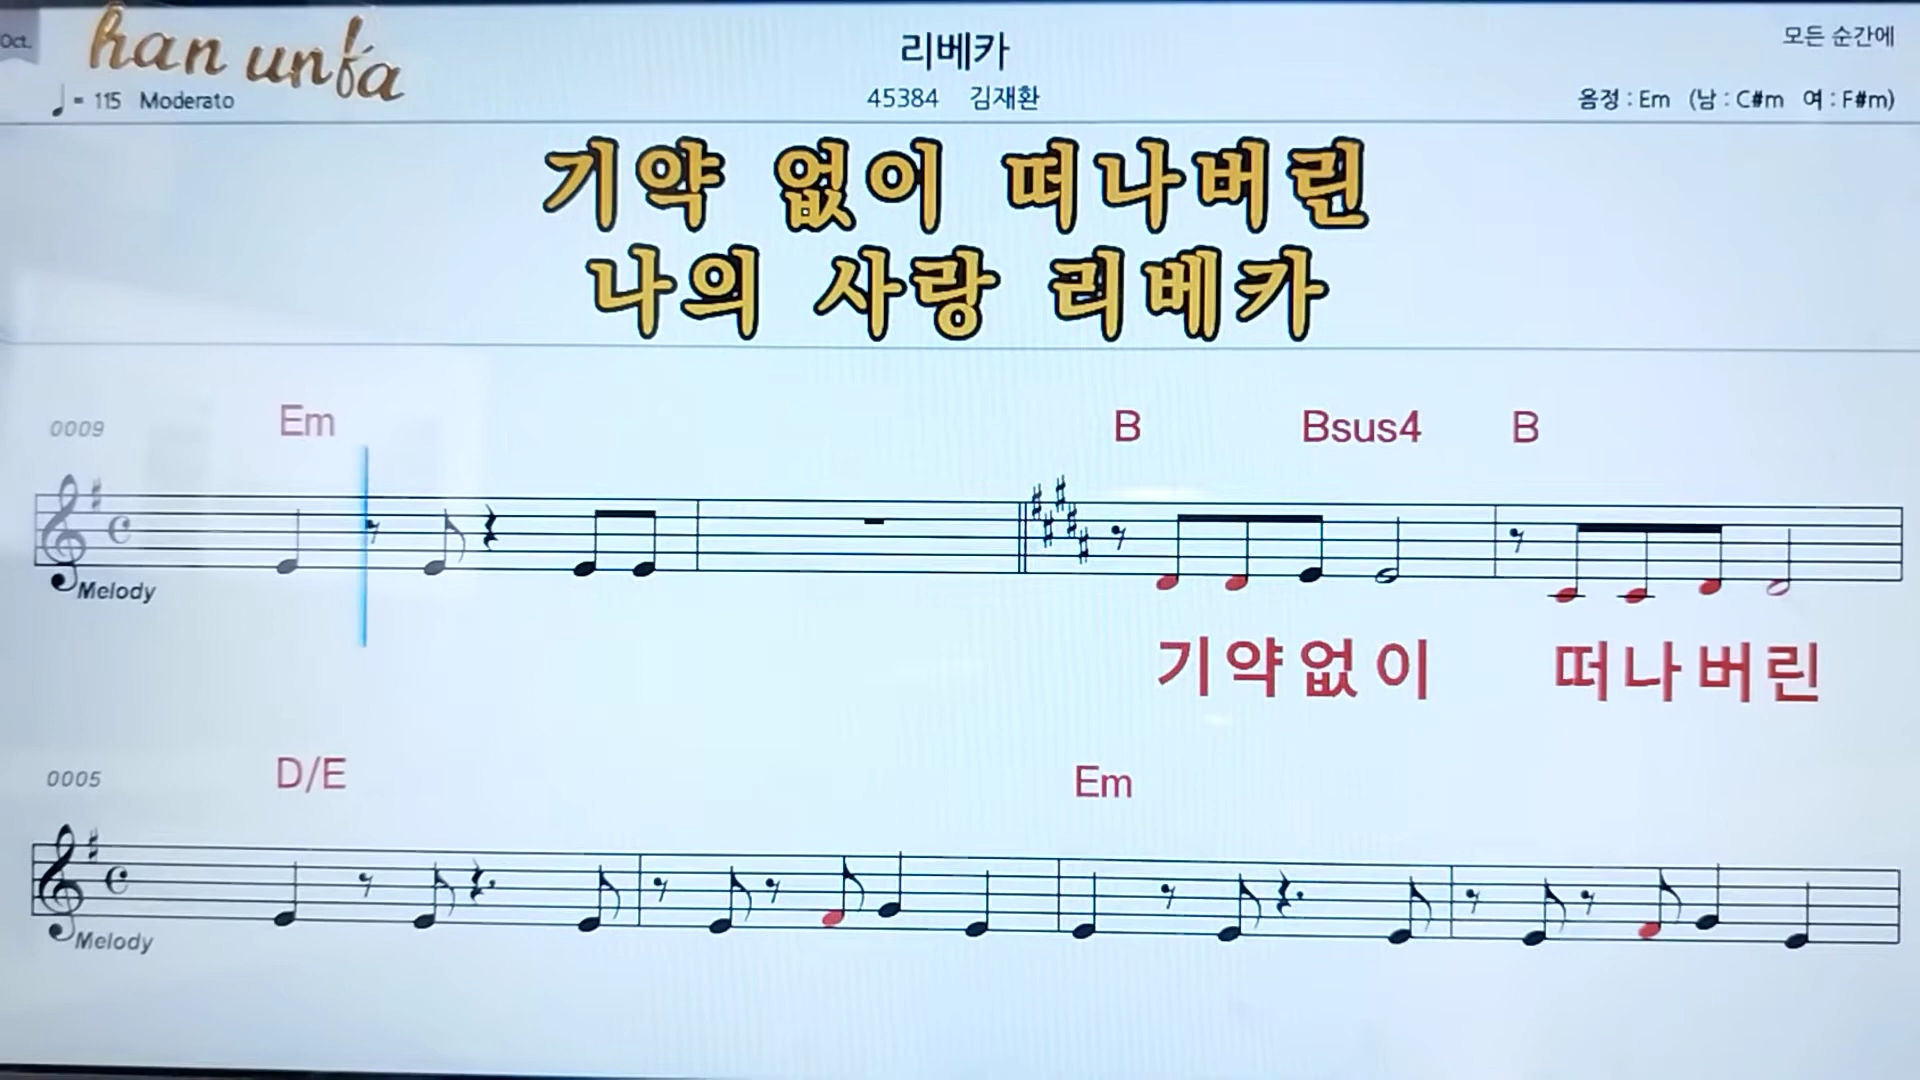 Oct.
han unfa
리베카
모든 순간에
= 115 Moderato
45384 김재환
음정 : Em (남 : C#m 여 : F#m)
기약 없이 떠나버린
나의 사랑 리베카
0009 Em B Bsus4 B
Melody
기약없이 떠나버린
0005 D/E Em
Melody